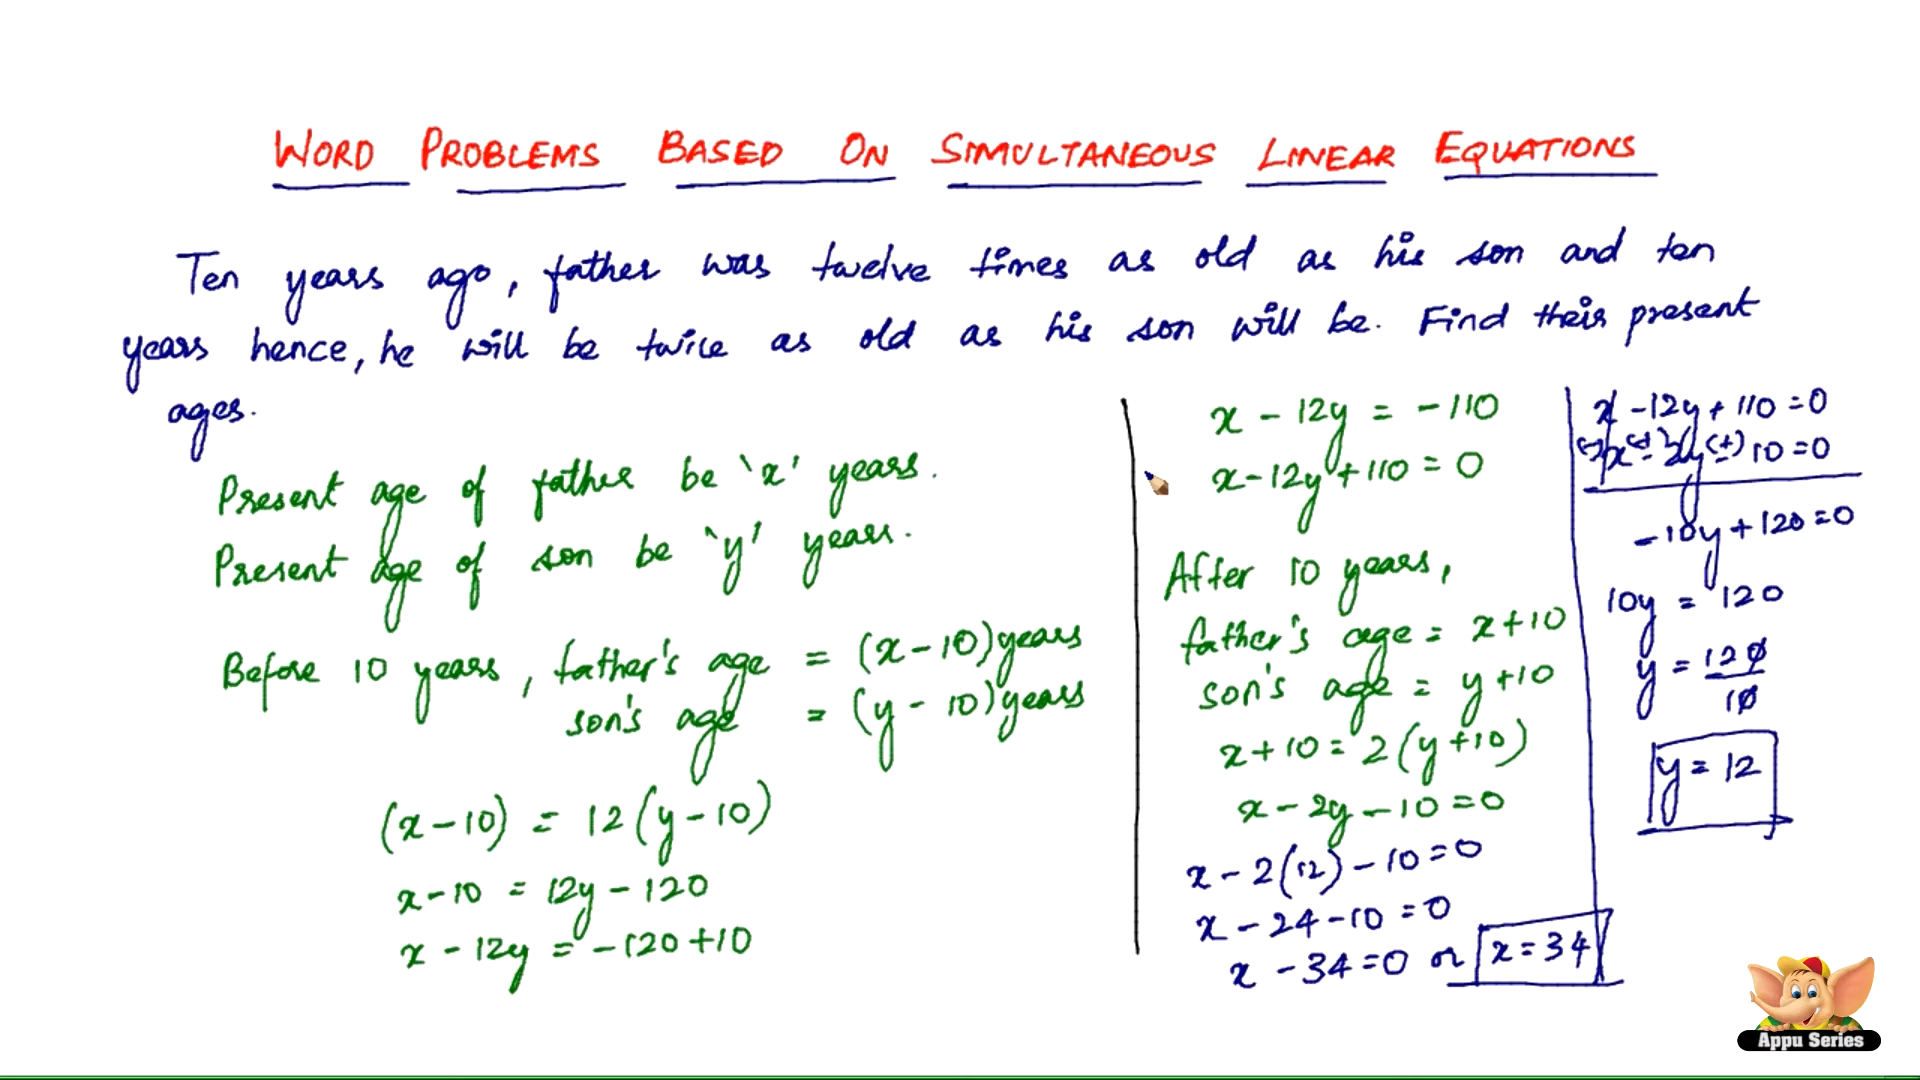 WORD PROBLEMS BASED ON SIMULTANEOUS LINEAR EQUATIONS
Ten years ago, father was twelve times as old as his son and ten
years hence, he will be twice as old as his son will be. Find their present
ages.
Present age of father be 'x' years.
Present age of son be 'y' years.
Before 10 years, father's age = (x-10) years
son's age = (y-10) years
(x-10) = 12(y-10)
x-10 = 12y-120
x-12y = -120+10
x-12y = -110
x-12y+110=0
After 10 years,
father's age = x+10
son's age = y+10
x+10=2(y+10)
x-2y-10=0
x-2(12)-10=0
x-24-10=0
x-34=0 or x=34
x-12y+110=0
(-)x(+)-2y(+)-10=0
-10y+120=0
10y = 120
y = 120/10
y = 12
Appu Series